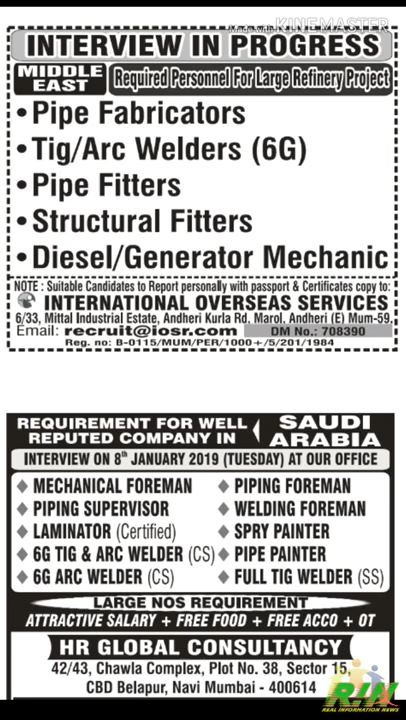 Made with KINEMASTER
INTERVIEW IN PROGRESS
MIDDLE EAST Required Personnel For Large Refinery Project
• Pipe Fabricators
• Tig/Arc Welders (6G)
• Pipe Fitters
• Structural Fitters
• Diesel/Generator Mechanic
NOTE : Suitable Candidates to Report personally with passport & Certificates copy to:
INTERNATIONAL OVERSEAS SERVICES
6/33, Mittal Industrial Estate, Andheri Kurla Rd, Marol, Andheri (E) Mum-59.
Email: recruit@iosr.com DM No.: 708390
Reg. no: B-0115/MUM/PER/1000+/5/201/1984
REQUIREMENT FOR WELL REPUTED COMPANY IN SAUDI ARABIA
INTERVIEW ON 8th JANUARY 2019 (TUESDAY) AT OUR OFFICE
◆ MECHANICAL FOREMAN ◆ PIPING FOREMAN
◆ PIPING SUPERVISOR ◆ WELDING FOREMAN
◆ LAMINATOR (Certified) ◆ SPRY PAINTER
◆ 6G TIG & ARC WELDER (CS) ◆ PIPE PAINTER
◆ 6G ARC WELDER (CS) ◆ FULL TIG WELDER (SS)
LARGE NOS REQUIREMENT
ATTRACTIVE SALARY + FREE FOOD + FREE ACCO + OT
HR GLOBAL CONSULTANCY
42/43, Chawla Complex, Plot No. 38, Sector 15,
CBD Belapur, Navi Mumbai - 400614
RIN
REAL INFORMATION NEWS